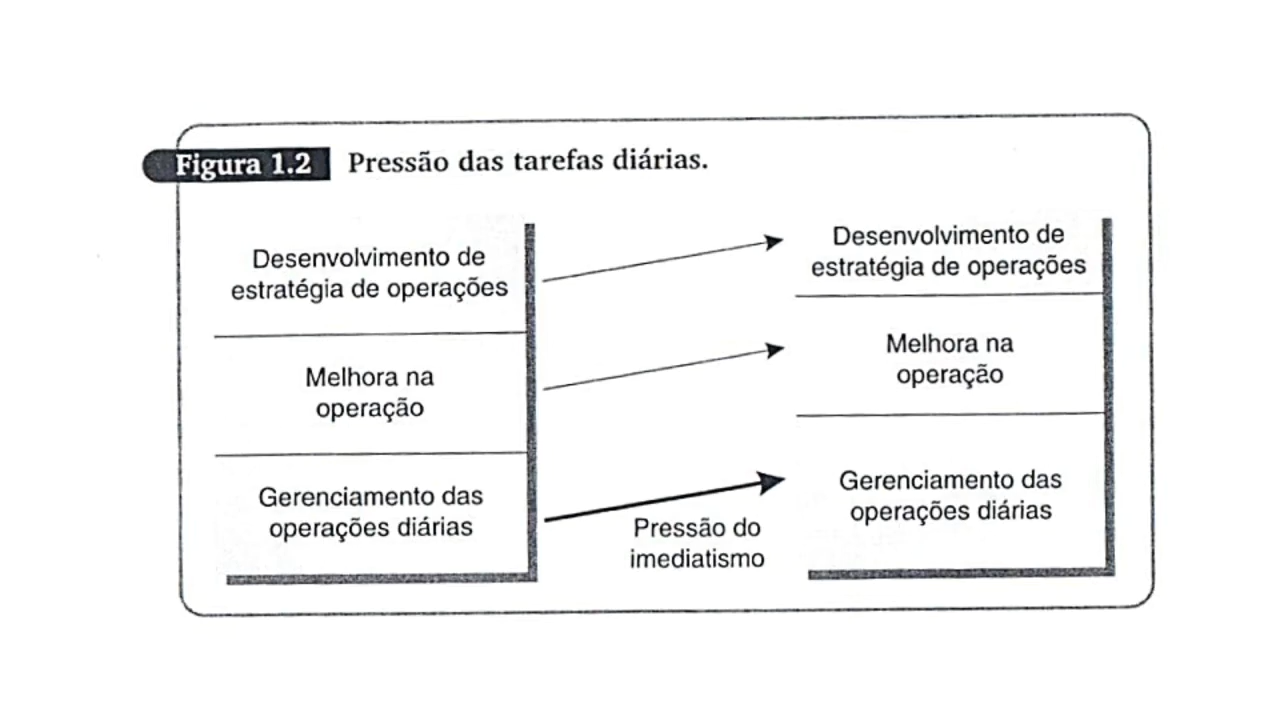 Figura 1.2 Pressão das tarefas diárias.
Desenvolvimento de
estratégia de operações
Melhora na
operação
Gerenciamento das
operações diárias
Pressão do
imediatismo
Desenvolvimento de
estratégia de operações
Melhora na
operação
Gerenciamento das
operações diárias